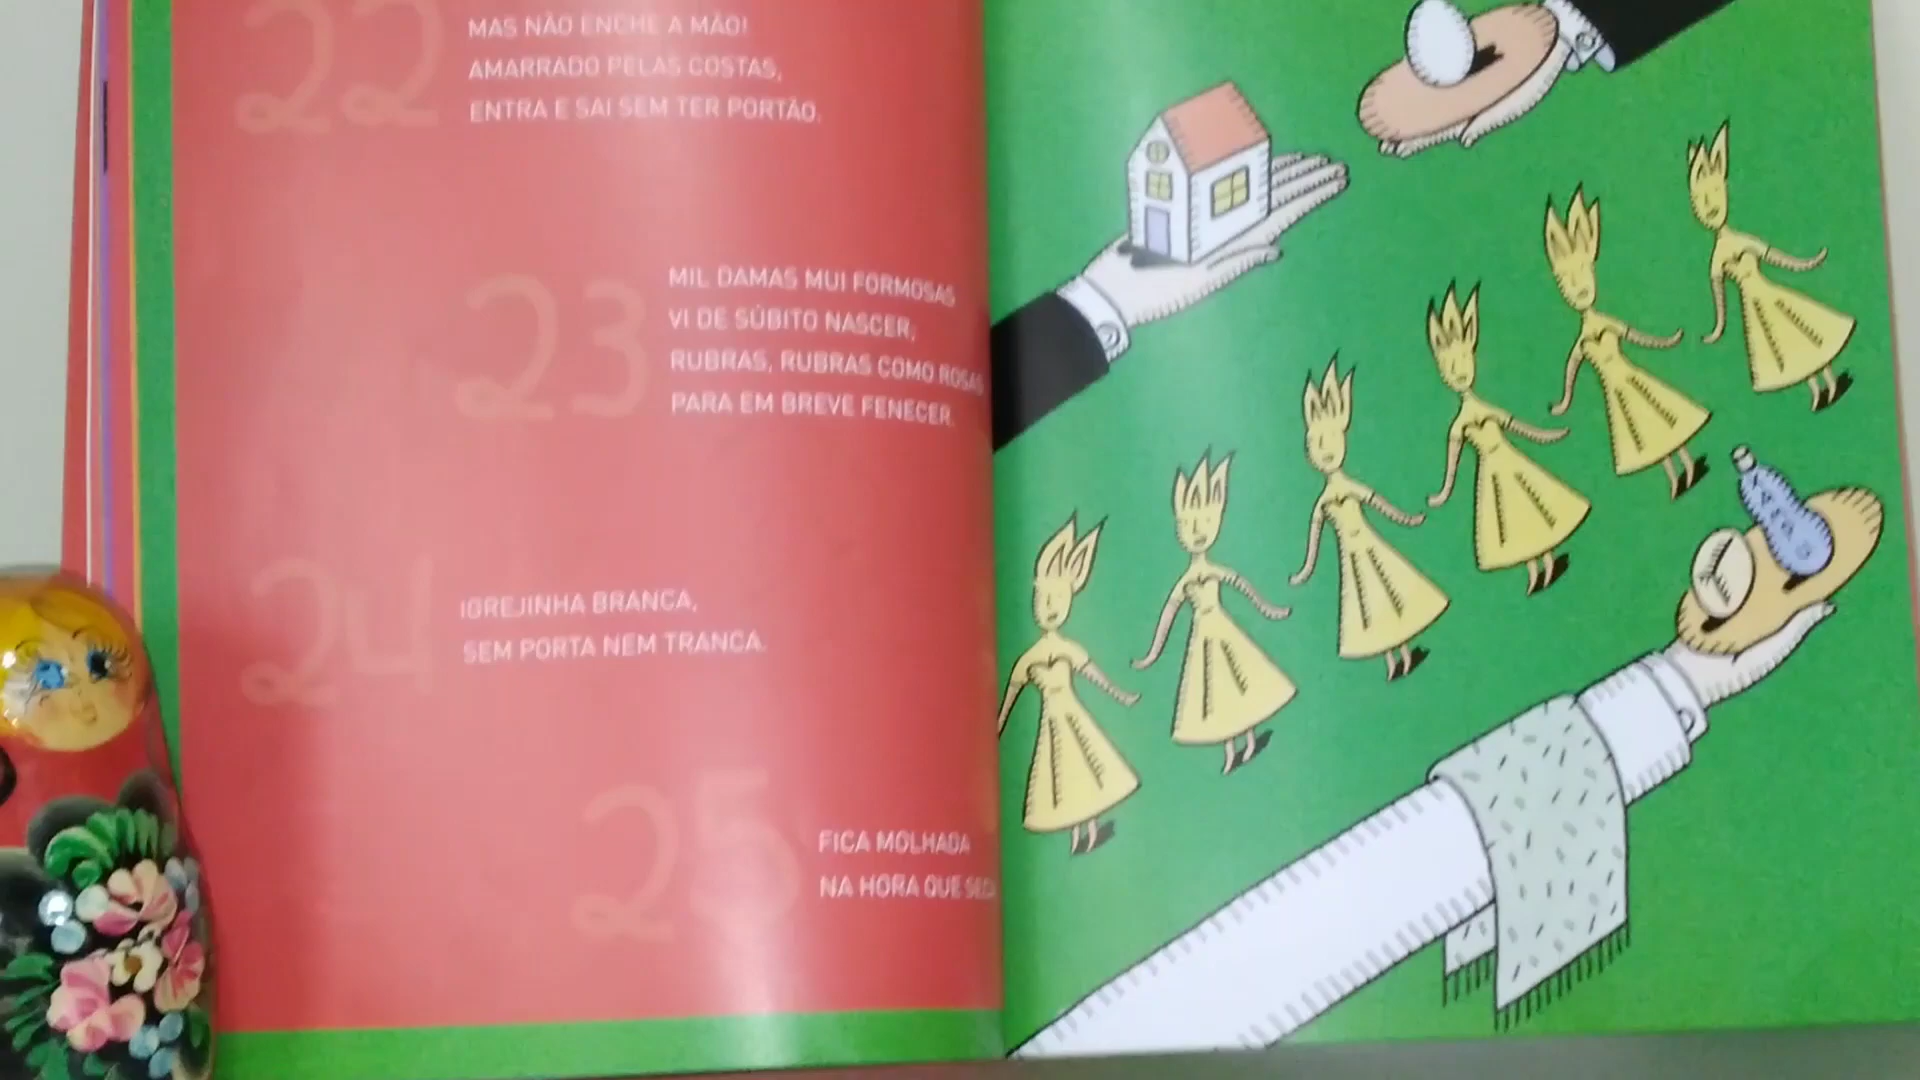 22
MAS NÃO ENCHE A MÃO!
AMARRADO PELAS COSTAS,
ENTRA E SAI SEM TER PORTÃO.
23
MIL DAMAS MUI FORMOSAS
VI DE SÚBITO NASCER,
RUBRAS, RUBRAS COMO ROSAS
PARA EM BREVE FENECER.
24
IGREJINHA BRANCA,
SEM PORTA NEM TRANCA.
25
FICA MOLHADA
NA HORA QUE